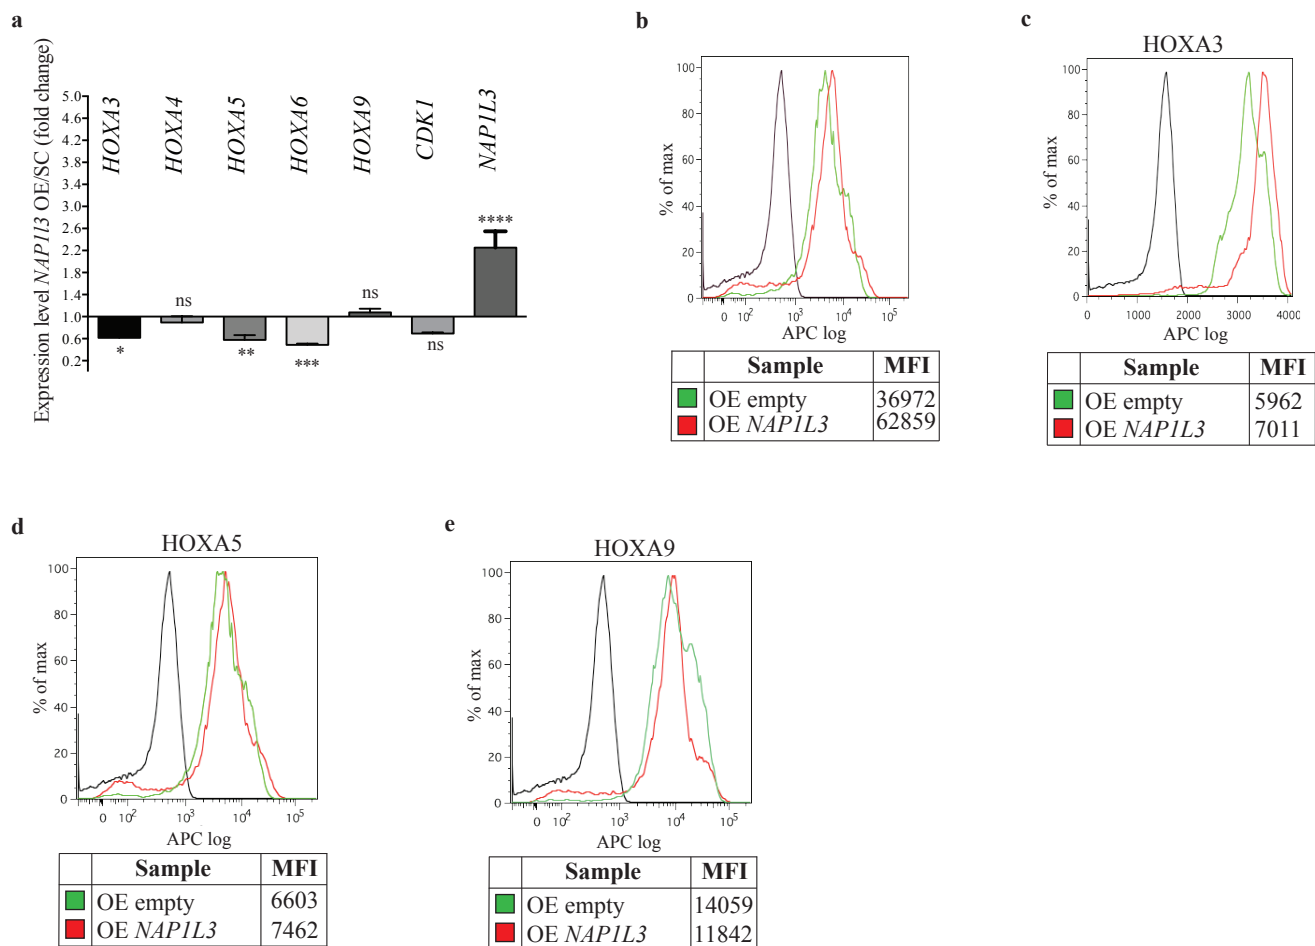 a
Expression level NAP1l3 OE/SC (fold change)
5.0
4.6
4.2
3.8
3.4
3.0
2.6
2.2
1.8
1.4
1.0
0.6
0.2
HOXA3
HOXA4
HOXA5
HOXA6
HOXA9
CDK1
NAP1L3
*
ns
**
***
ns
ns
****
b
% of max
100
80
60
40
20
0
0 10² 10³ 10⁴ 10⁵
APC log
Sample MFI
OE empty 36972
OE NAP1L3 62859
c
HOXA3
% of max
100
80
60
40
20
0
0 1000 2000 3000 4000
APC log
Sample MFI
OE empty 5962
OE NAP1L3 7011
d
HOXA5
% of max
100
80
60
40
20
0
0 10² 10³ 10⁴ 10⁵
APC log
Sample MFI
OE empty 6603
OE NAP1L3 7462
e
HOXA9
% of max
100
80
60
40
20
0
0 10² 10³ 10⁴ 10⁵
APC log
Sample MFI
OE empty 14059
OE NAP1L3 11842